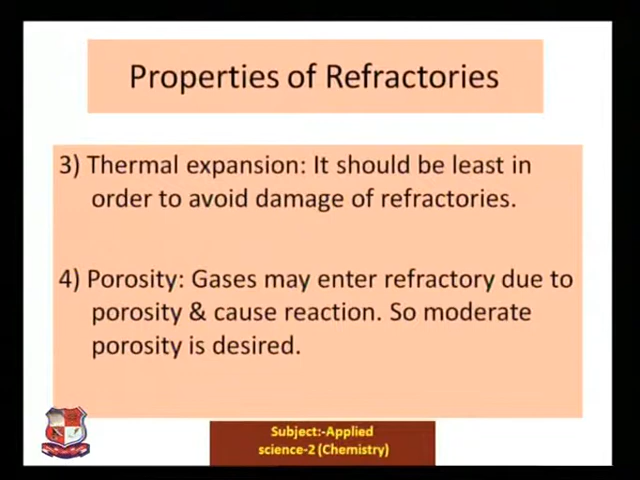 Properties of Refractories
3) Thermal expansion: It should be least in
order to avoid damage of refractories.
4) Porosity: Gases may enter refractory due to
porosity & cause reaction. So moderate
porosity is desired.
Subject:-Applied
science-2 (Chemistry)